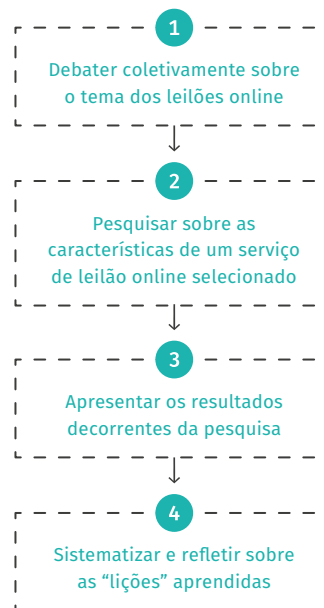 1
Debater coletivamente sobre
o tema dos leilões online
2
Pesquisar sobre as
características de um serviço
de leilão online selecionado
3
Apresentar os resultados
decorrentes da pesquisa
4
Sistematizar e refletir sobre
as “lições” aprendidas